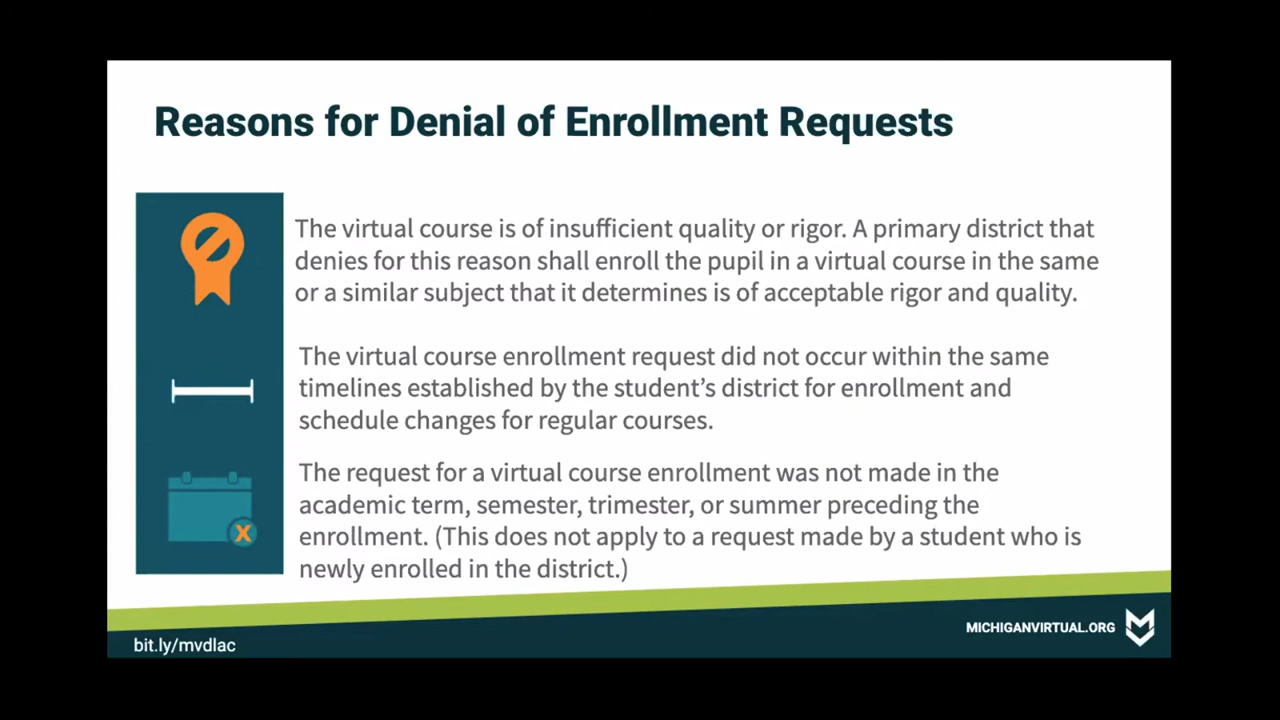 Reasons for Denial of Enrollment Requests
The virtual course is of insufficient quality or rigor. A primary district that
denies for this reason shall enroll the pupil in a virtual course in the same
or a similar subject that it determines is of acceptable rigor and quality.
The virtual course enrollment request did not occur within the same
timelines established by the student’s district for enrollment and
schedule changes for regular courses.
The request for a virtual course enrollment was not made in the
academic term, semester, trimester, or summer preceding the
enrollment. (This does not apply to a request made by a student who is
newly enrolled in the district.)
X
bit.ly/mvdlac
MICHIGANVIRTUAL.ORG